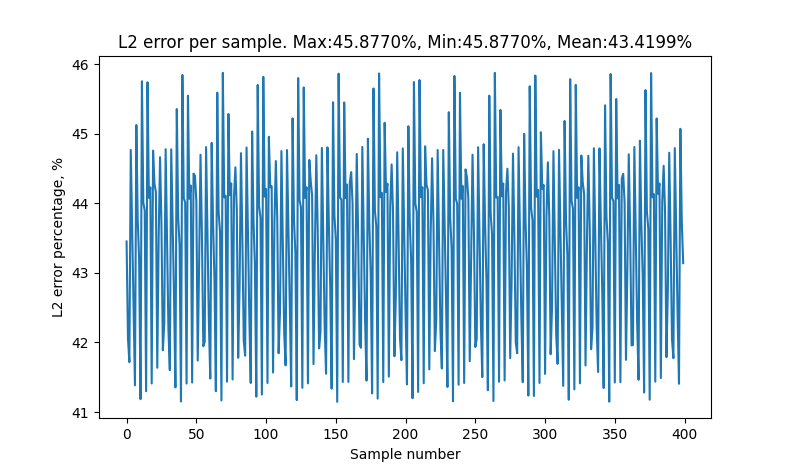 L2 error per sample. Max:45.8770%, Min:45.8770%, Mean:43.4199%
46
45
44
43
42
41
L2 error percentage, %
0 50 100 150 200 250 300 350 400
Sample number